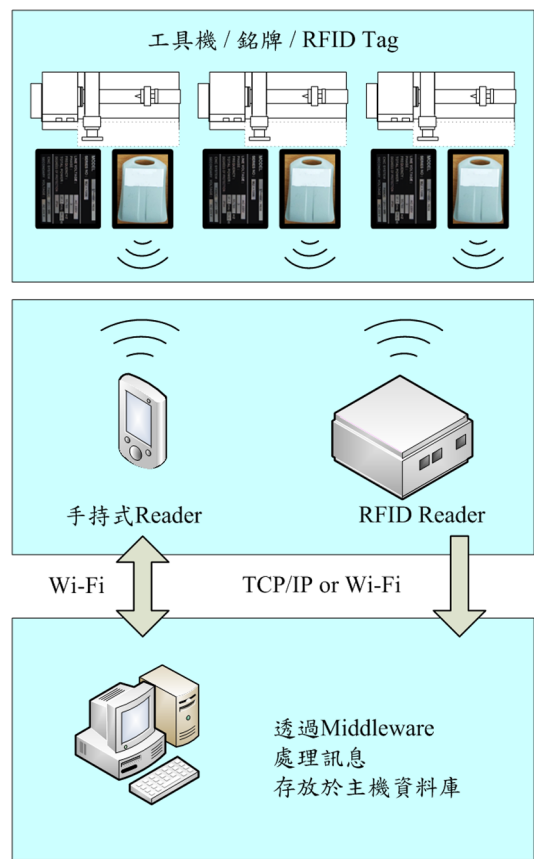 工具機 / 銘牌 / RFID Tag
手持式Reader
RFID Reader
Wi-Fi
TCP/IP or Wi-Fi
透過Middleware
處理訊息
存放於主機資料庫